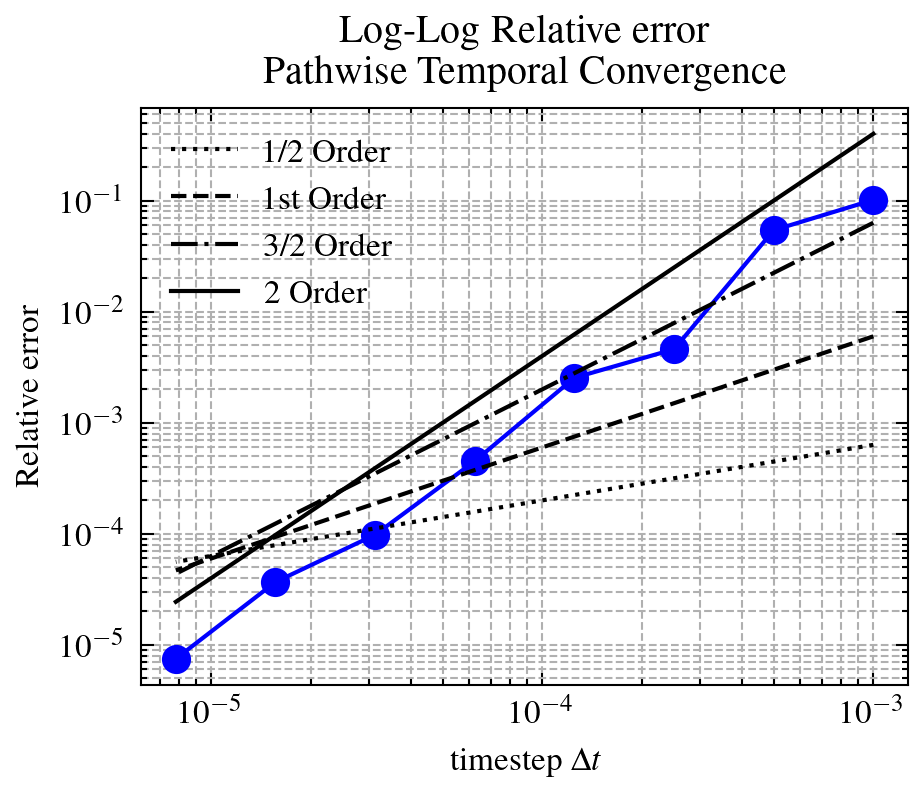 Log-Log Relative error
Pathwise Temporal Convergence
1/2 Order
1st Order
3/2 Order
2 Order
Relative error
10⁻¹
10⁻²
10⁻³
10⁻⁴
10⁻⁵
10⁻⁵ 10⁻⁴ 10⁻³
timestep Δt